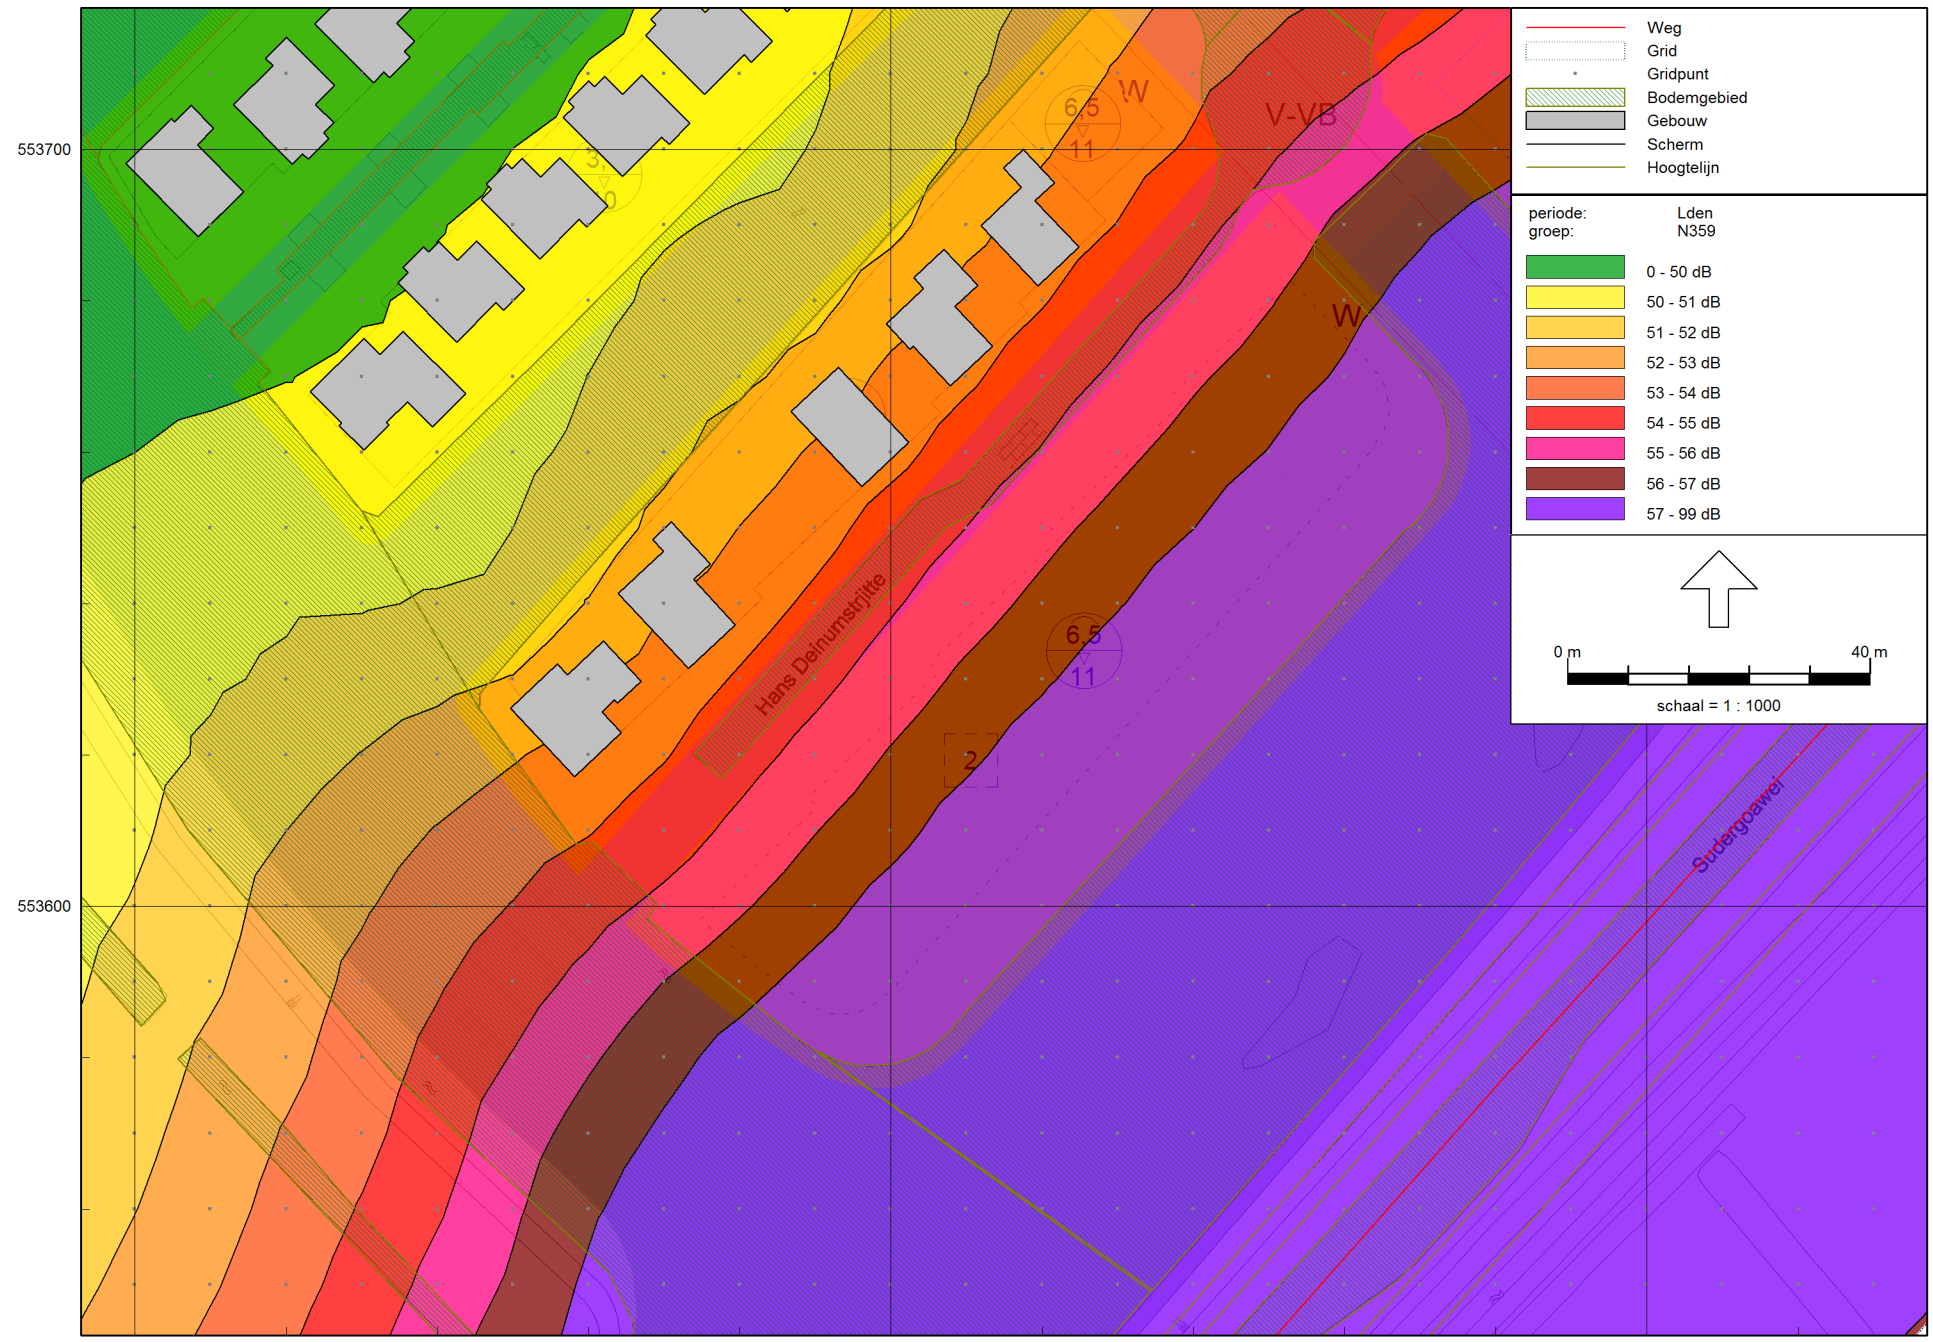 Weg
Grid
Gridpunt
Bodemgebied
Gebouw
Scherm
Hoogtelijn
periode: Lden
groep: N359
0 - 50 dB
50 - 51 dB
51 - 52 dB
52 - 53 dB
53 - 54 dB
54 - 55 dB
55 - 56 dB
56 - 57 dB
57 - 99 dB
0 m 40 m
schaal = 1 : 1000
553700
553600
W
6,5
11
V-VB
W
Hans Deinumstrjitte
6.5
11
2
Sudergoawei